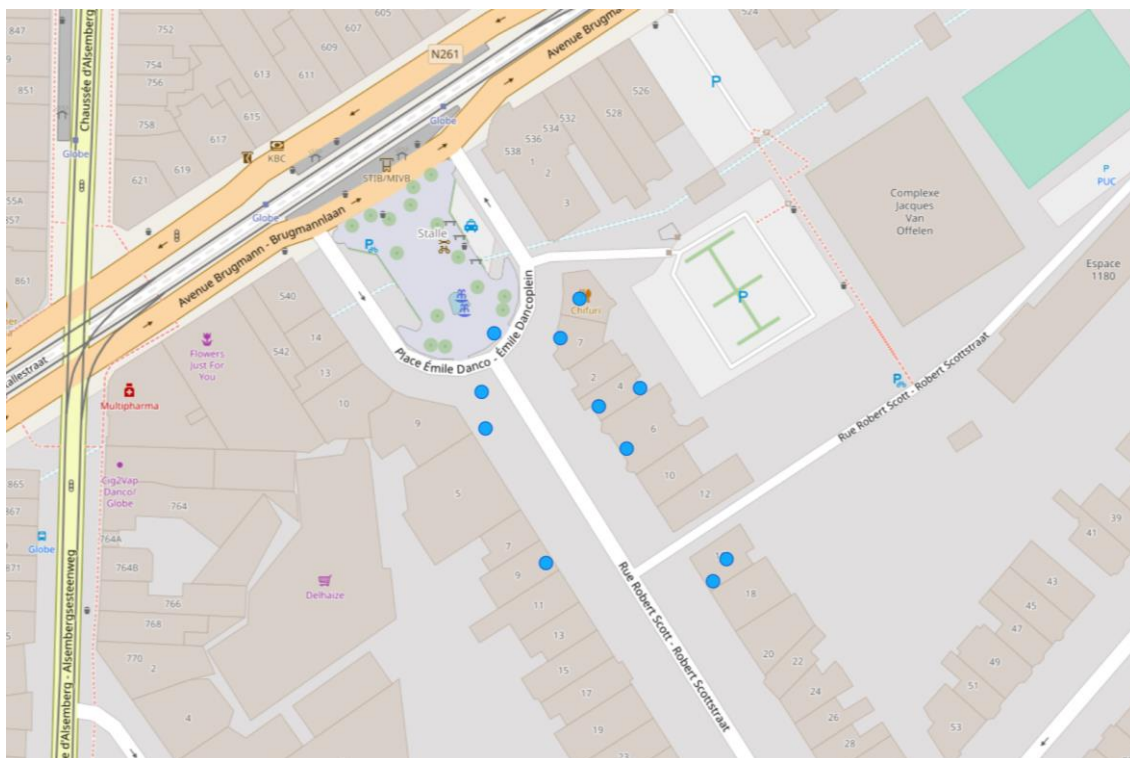 605
524
847
752
607
754
609
N261
Avenue Brugman
756
613
611
526
851
532
528
758
615
534
536
617
Globe
538
1
Globe
KBC
619
2
621
STIB/MIVB
Chaussée d'Alsemberg
PUC
Complexe
Jacques
Van
Offelen
857
3
Globe
Stalle
Avenue Brugmann - Brugmannlaan
861
Espace
1180
540
Chifuri
14
Flowers
Just For
You
542
7
13
Place Émile Danco - Émile Dancoplein
allestraat
2
4
Multipharma
10
9
6
Rue Robert Scott - Robert Scottstraat
10
5
12
865
Cig2Vap
Danco/
Globe
764
867
39
41
764A
Globe
7
871
764B
9
43
Delhaize
18
766
11
45
768
13
47
20
22
770
2
15
49
24
51
17
26
4
53
19
28
Rue Robert Scott - Robert Scottstraat
e d'Alsemberg - Alsembergsesteenweg